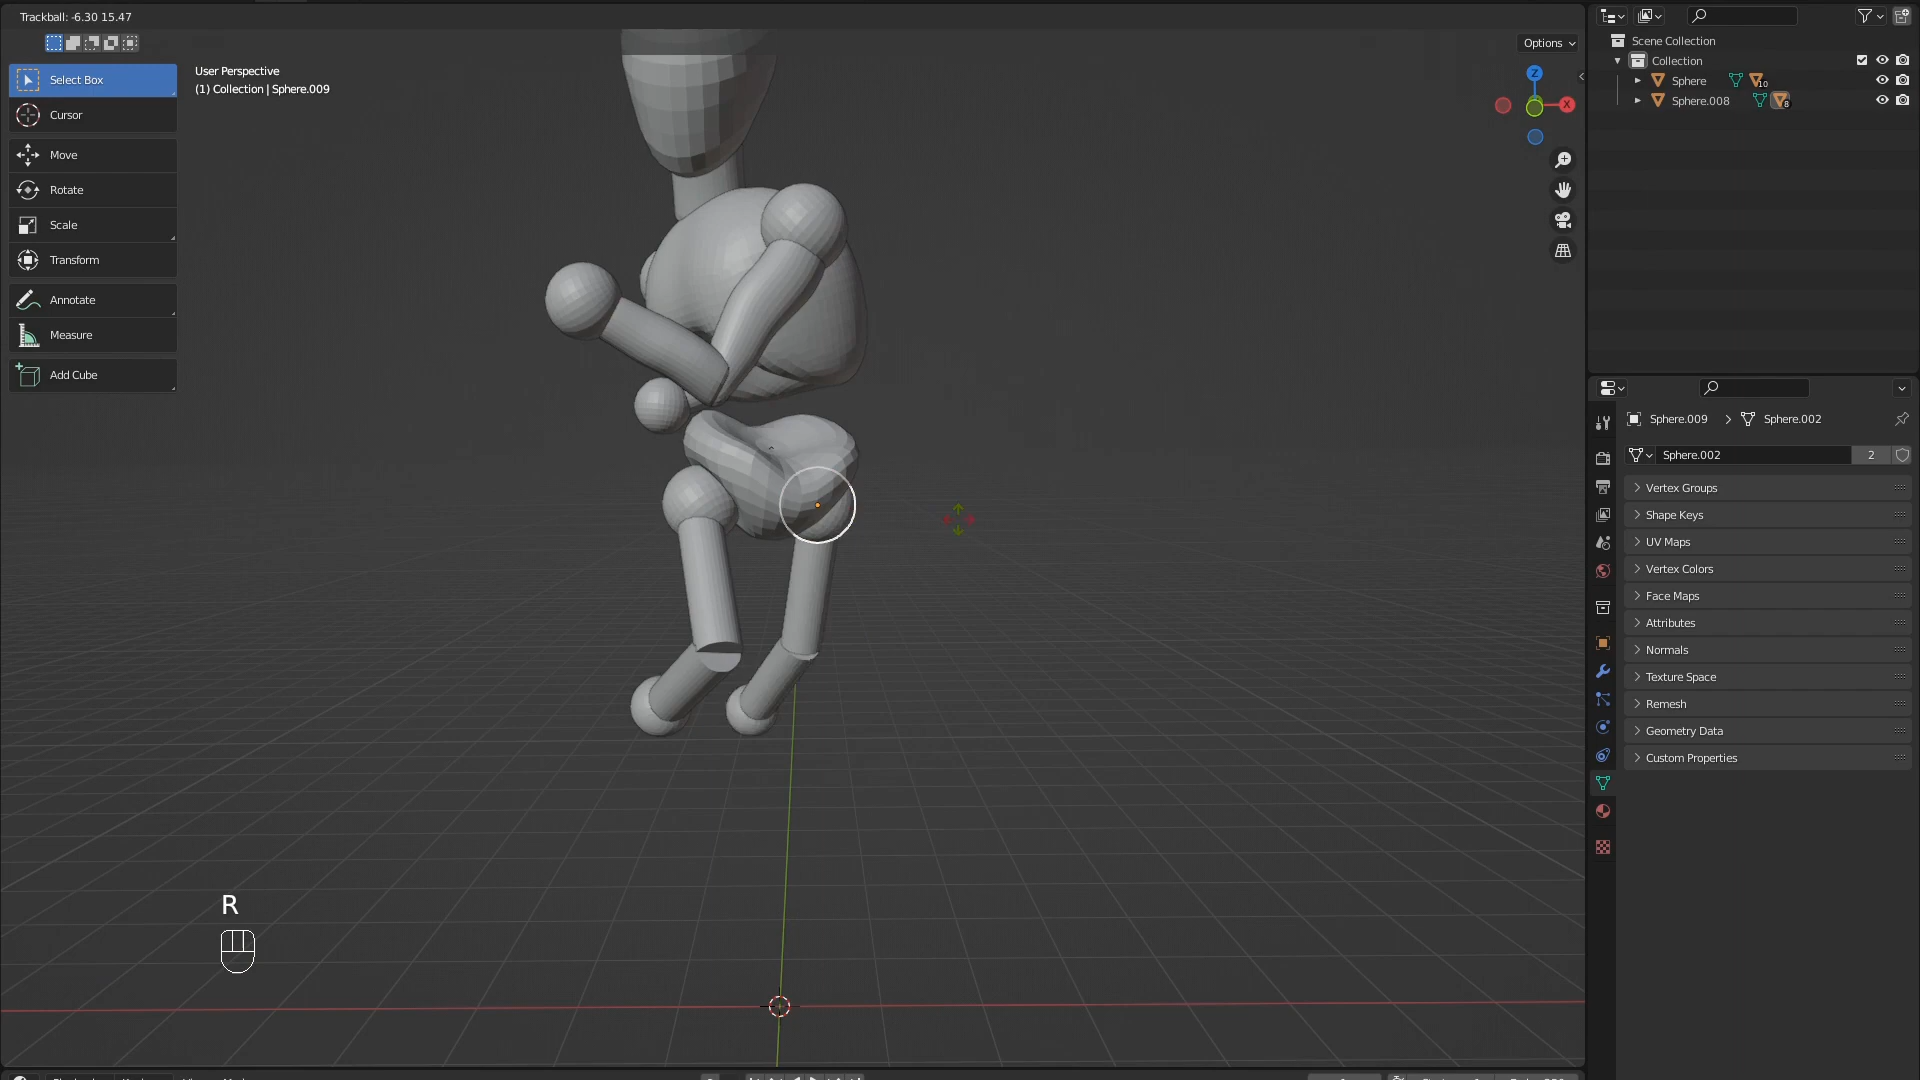 Trackball: -6.30 15.47
Options
Select Box
User Perspective
(1) Collection | Sphere.009
Cursor
Move
Rotate
Scale
Transform
Annotate
Measure
Add Cube
Z
X
R
Scene Collection
Collection
Sphere
10
Sphere.008
8
Sphere.009
Sphere.002
Sphere.002
2
Vertex Groups
Shape Keys
UV Maps
Vertex Colors
Face Maps
Attributes
Normals
Texture Space
Remesh
Geometry Data
Custom Properties